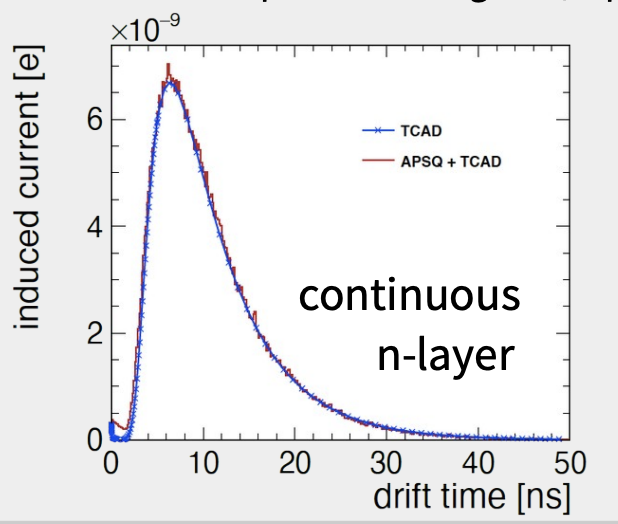 ×10⁻⁹
induced current [e]
6
4
2
0
TCAD
APSQ + TCAD
continuous
n-layer
0 10 20 30 40 50
drift time [ns]